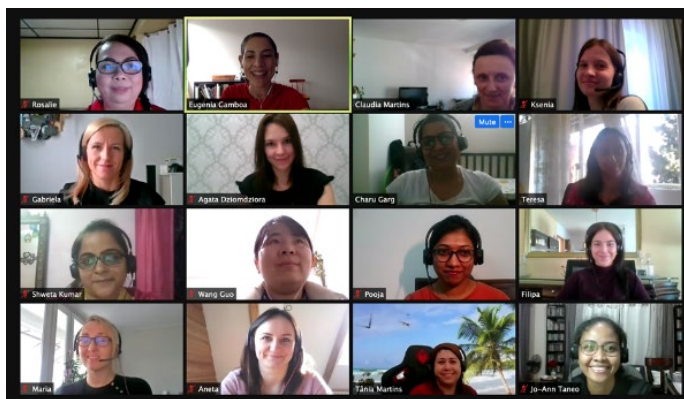 Rosalie
Eugenia Gamboa
Claudia Martins
Ksenia
Gabriela
Agata Dziomdziora
Mute ...
Charu Garg
Teresa
Shweta Kumar
Wang Guo
Pooja
Filipa
Maria
Aneta
Tânia Martins
Jo-Ann Taneo